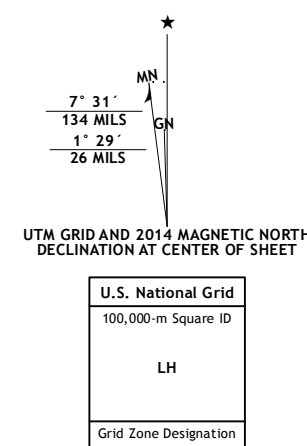 MN
7° 31´
134 MILS
GN
1° 29´
26 MILS
UTM GRID AND 2014 MAGNETIC NORTH
DECLINATION AT CENTER OF SHEET
U.S. National Grid
100,000-m Square ID
LH
Grid Zone Designation